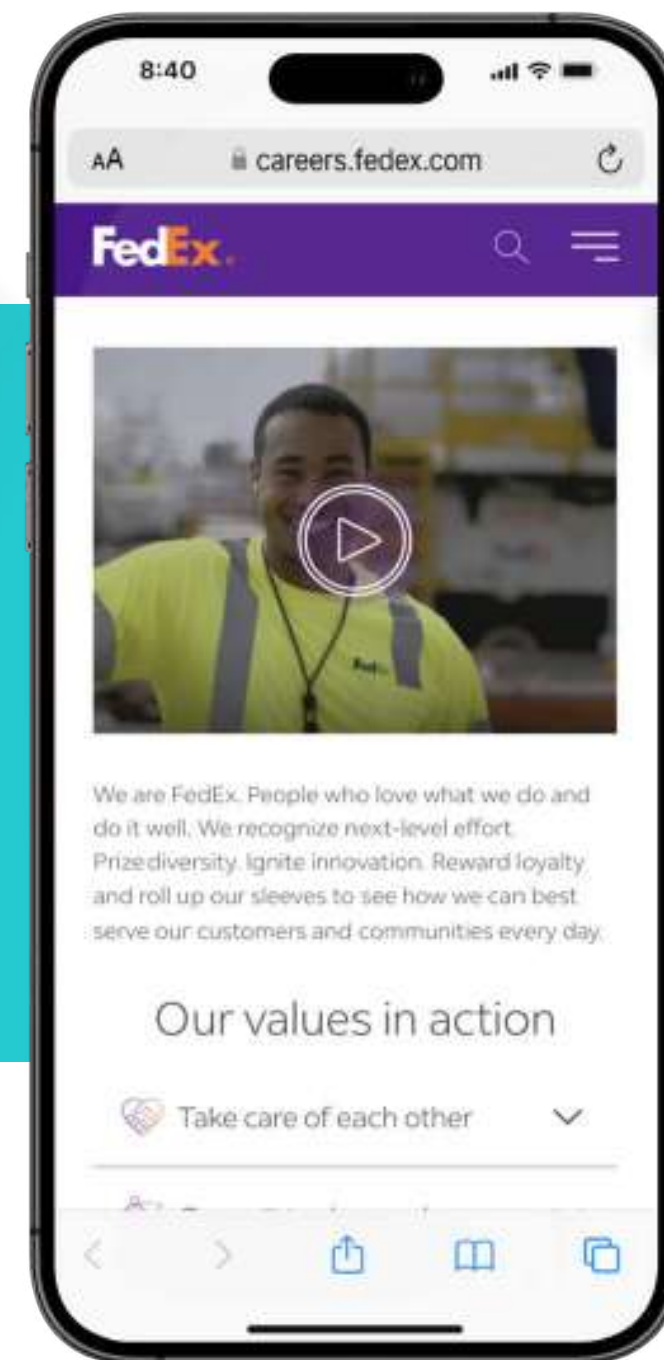 8:40
AA careers.fedex.com
FedEx.
FedEx
We are FedEx. People who love what we do and
do it well. We recognize next-level effort.
Prize diversity. Ignite innovation. Reward loyalty
and roll up our sleeves to see how we can best
serve our customers and communities every day.
Our values in action
Take care of each other